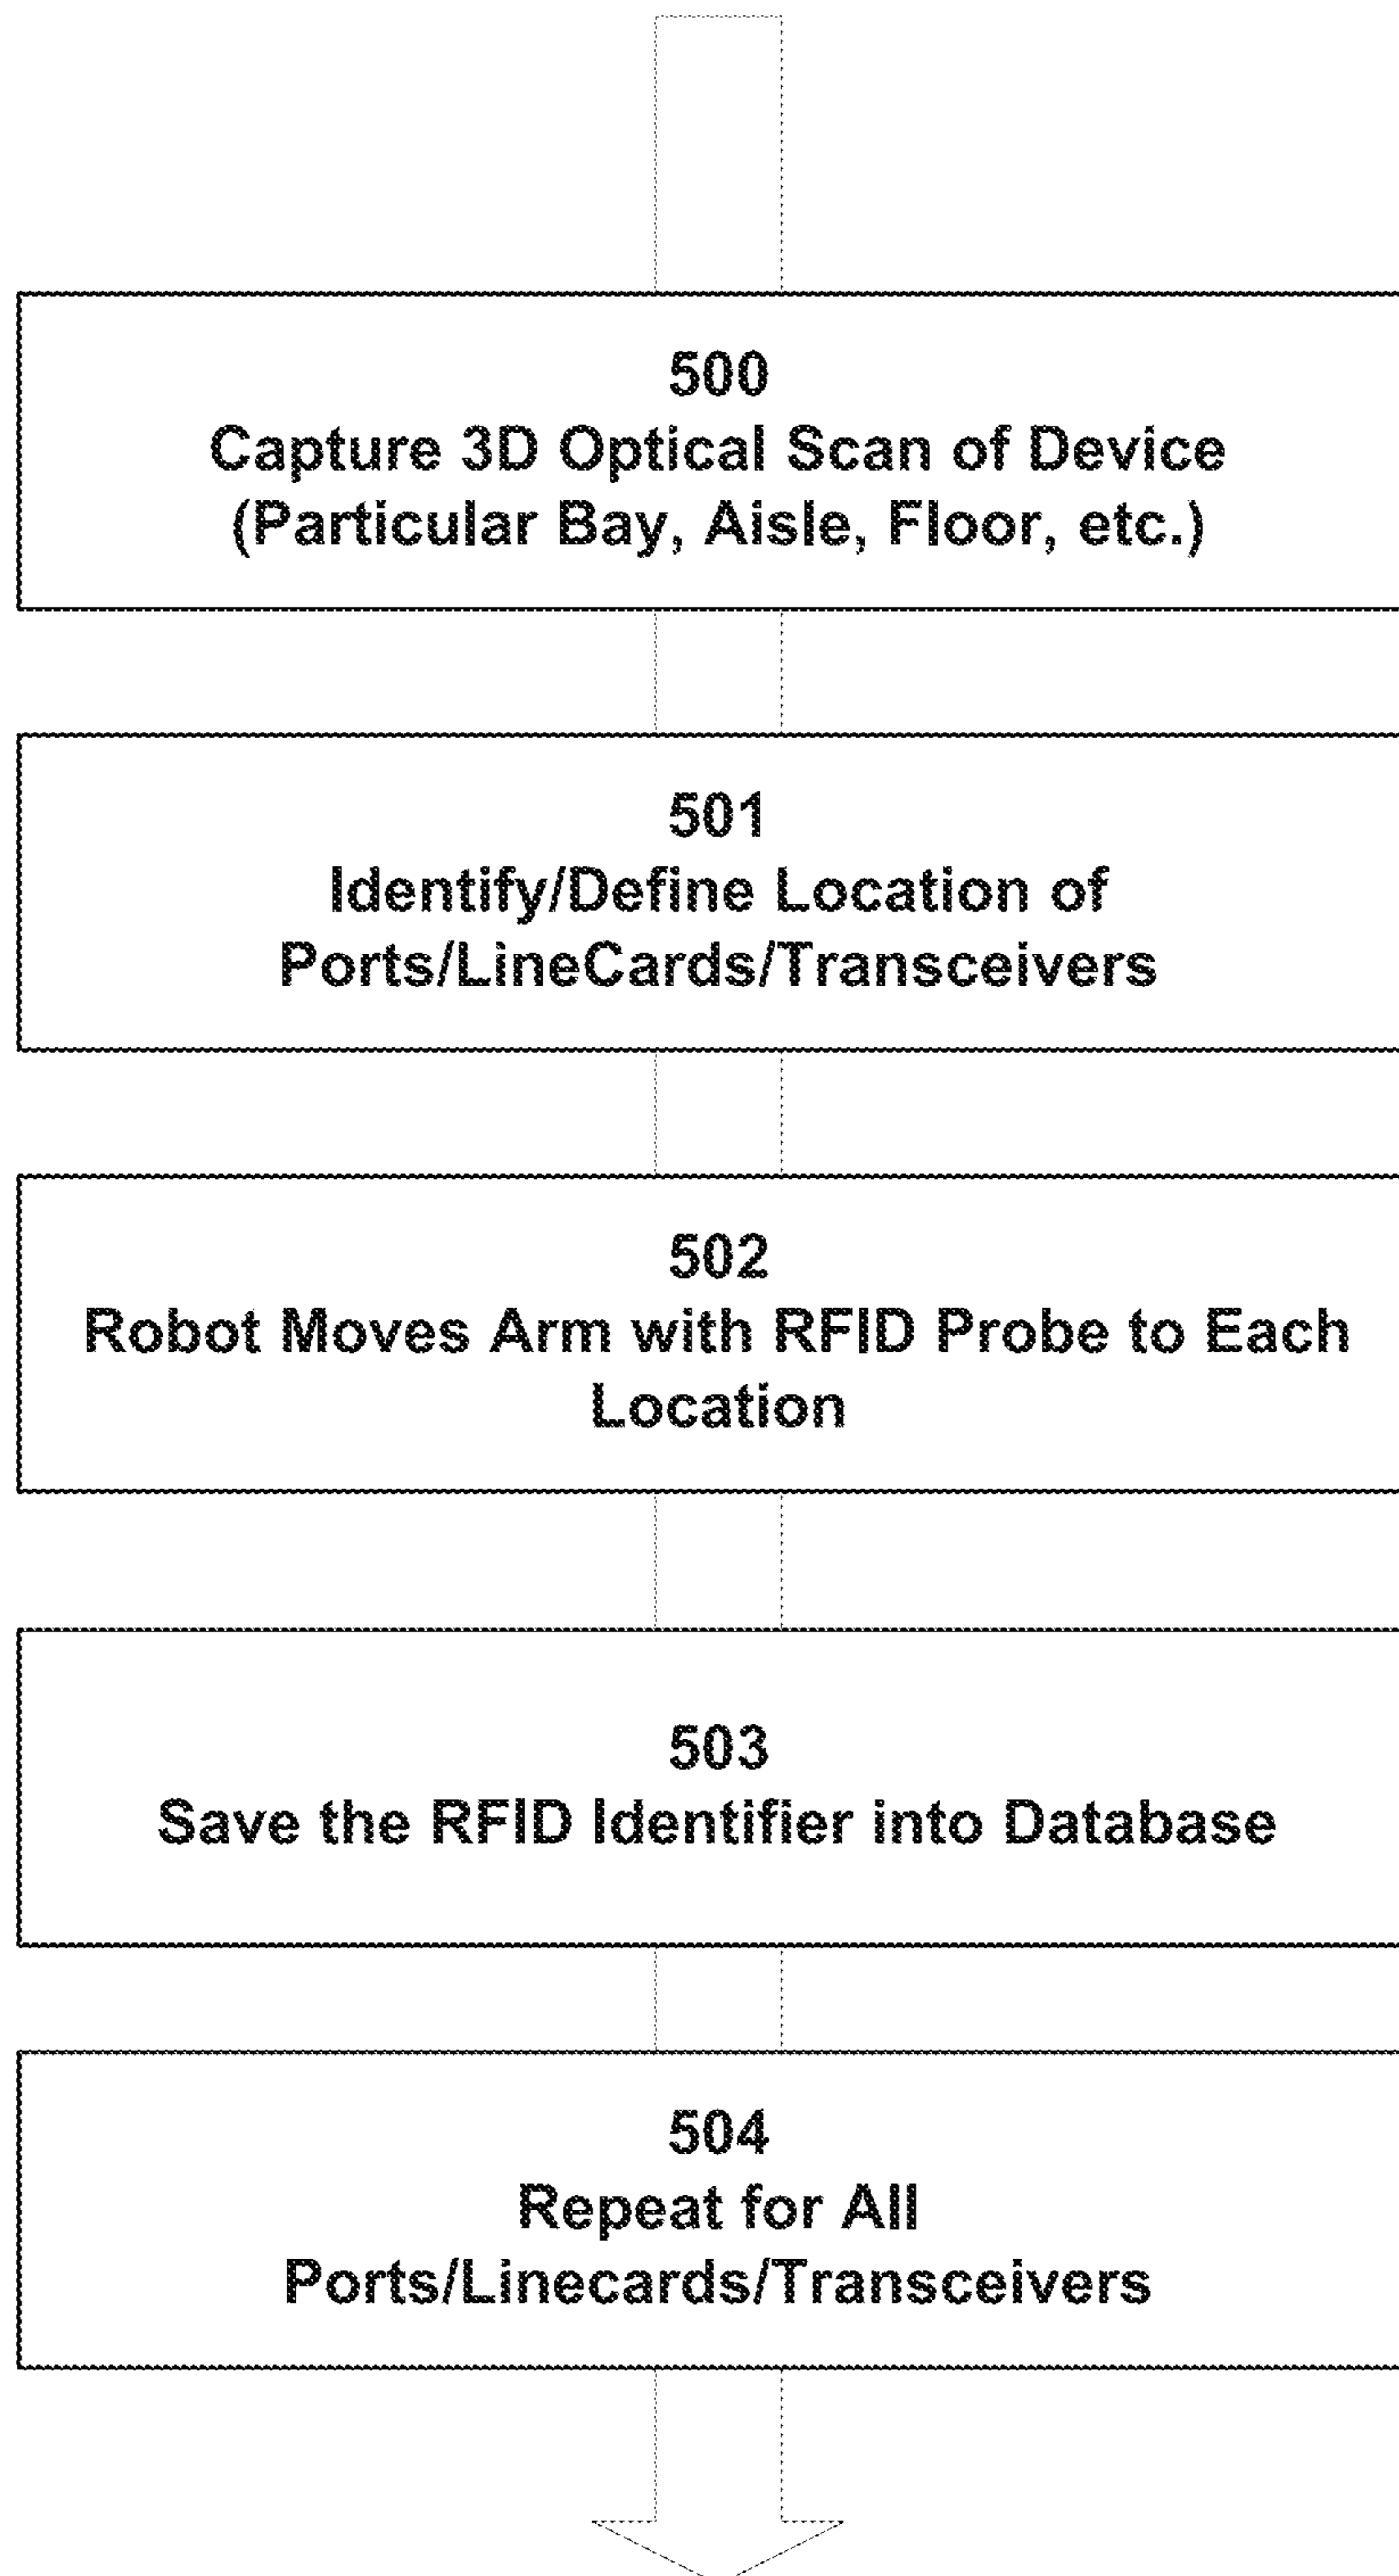 500
Capture 3D Optical Scan of Device
(Particular Bay, Aisle, Floor, etc.)
501
Identify/Define Location of
Ports/LineCards/Transceivers
502
Robot Moves Arm with RFID Probe to Each
Location
503
Save the RFID Identifier into Database
504
Repeat for All
Ports/Linecards/Transceivers